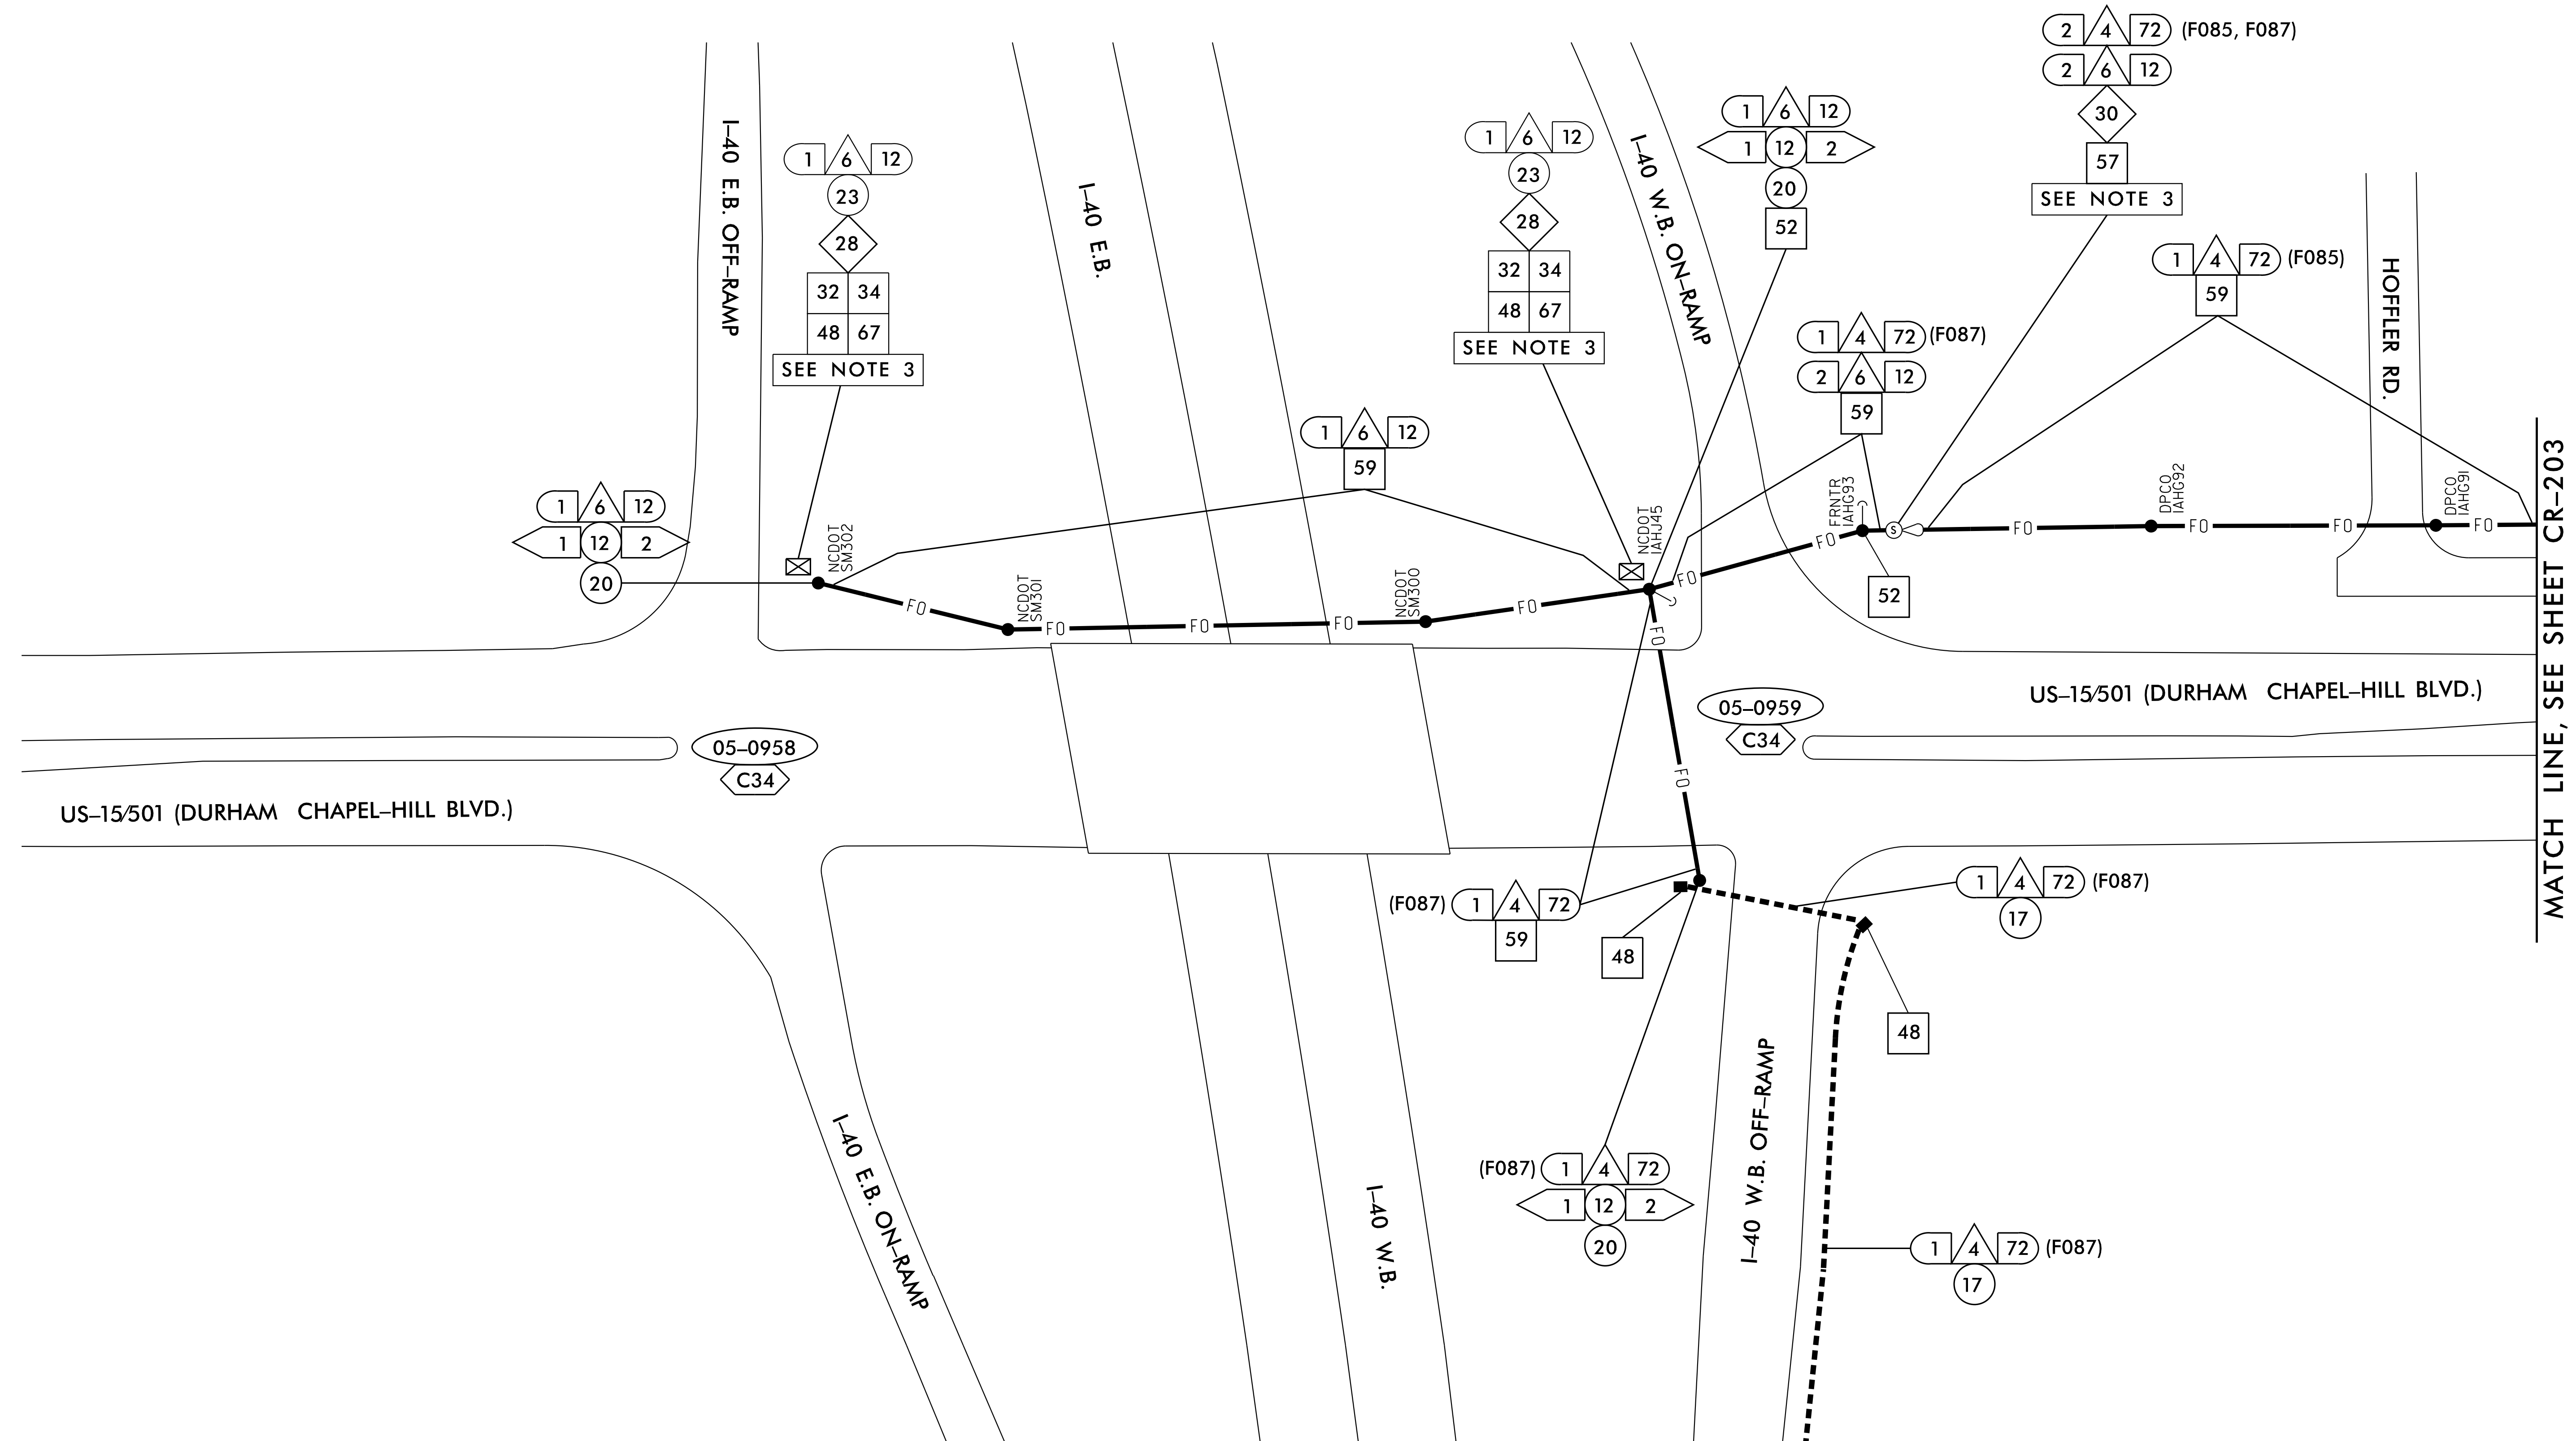 2 4 72 (F085, F087)
2 6 12
30
57
SEE NOTE 3
1 6 12
1 12 2
20
52
1 6 12
23
28
32 34
48 67
SEE NOTE 3
1 6 12
23
28
32 34
48 67
SEE NOTE 3
I–40 E.B. OFF–RAMP
I–40 E.B.
I–40 W.B. ON–RAMP
1 4 72 (F085)
59
HOFFLER RD.
1 4 72 (F087)
2 6 12
59
1 6 12
59
1 6 12
1 12 2
20
NCDOT
SM302
NCDOT
SM301
NCDOT
SM300
NCDOT
IAHJ45
FRNTR
IAHG93
DPCO
IAHG92
DPCO
IAHG91
S
FO
FO
FO
FO
FO
FO
FO
FO
FO
FO
FO
FO
FO
52
MATCH LINE, SEE SHEET CR–203
US–15/501 (DURHAM CHAPEL–HILL BLVD.)
05–0959
C34
05–0958
C34
US–15/501 (DURHAM CHAPEL–HILL BLVD.)
(F087) 1 4 72
59
48
1 4 72 (F087)
17
48
I–40 E.B. ON–RAMP
I–40 W.B.
I–40 W.B. OFF–RAMP
(F087) 1 4 72
1 12 2
20
1 4 72 (F087)
17